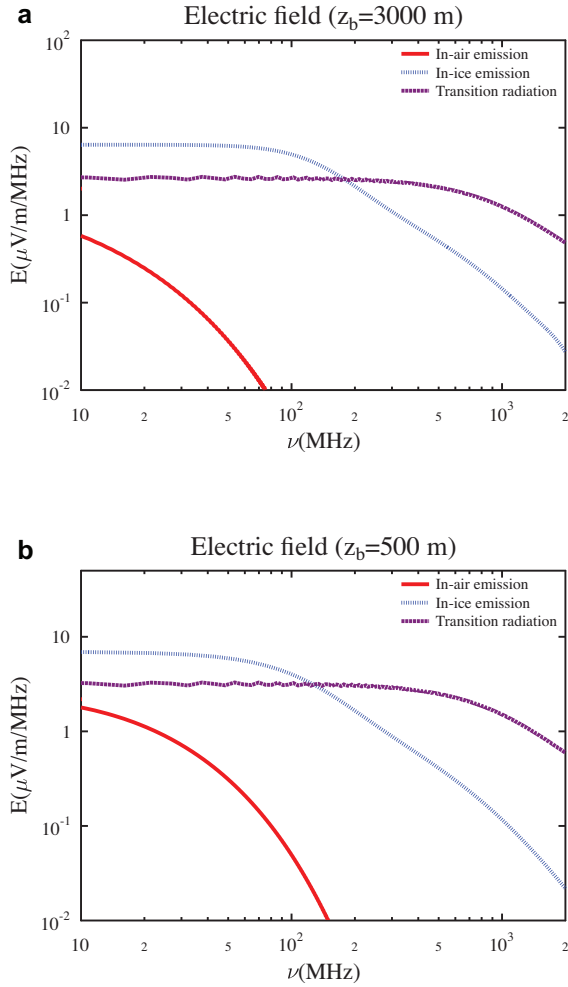 a
Electric field (z_b=3000 m)
In-air emission
In-ice emission
Transition radiation
E(μV/m/MHz)
10^2
10
1
10^-1
10^-2
10 2 5 10^2 2 5 10^3 2
ν(MHz)
b
Electric field (z_b=500 m)
In-air emission
In-ice emission
Transition radiation
E(μV/m/MHz)
10
1
10^-1
10^-2
10 2 5 10^2 2 5 10^3 2
ν(MHz)